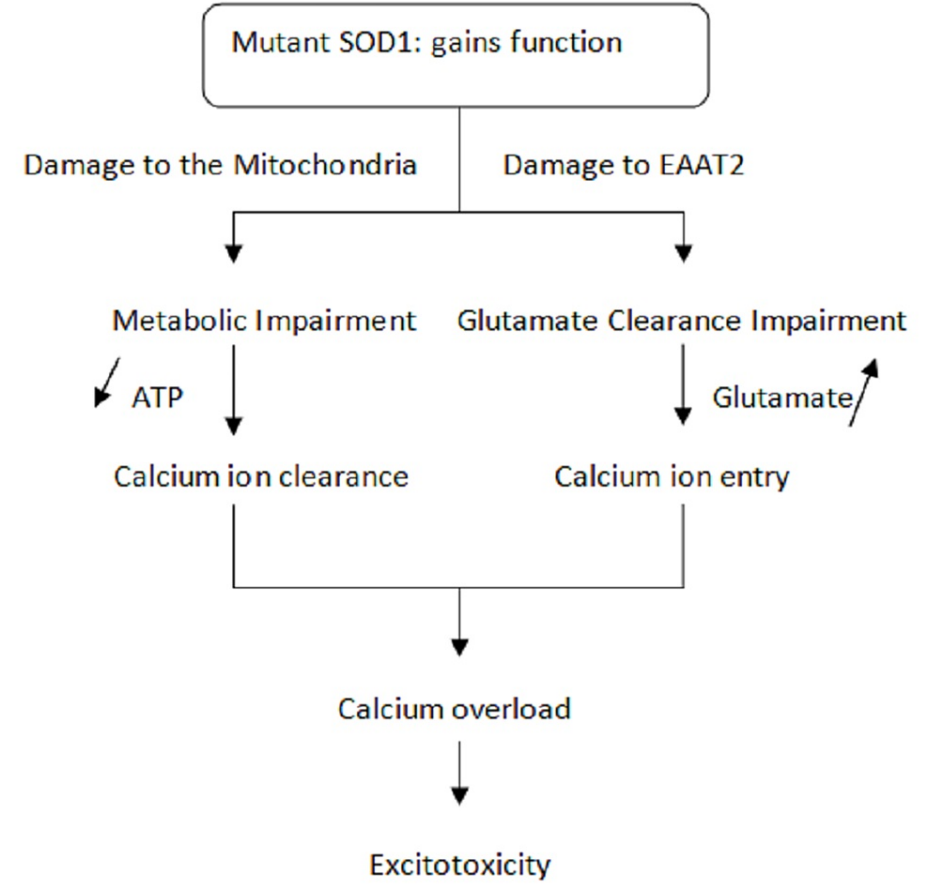 Mutant SOD1: gains function
Damage to the Mitochondria
Damage to EAAT2
Metabolic Impairment
Glutamate Clearance Impairment
ATP
Glutamate
Calcium ion clearance
Calcium ion entry
Calcium overload
Excitotoxicity